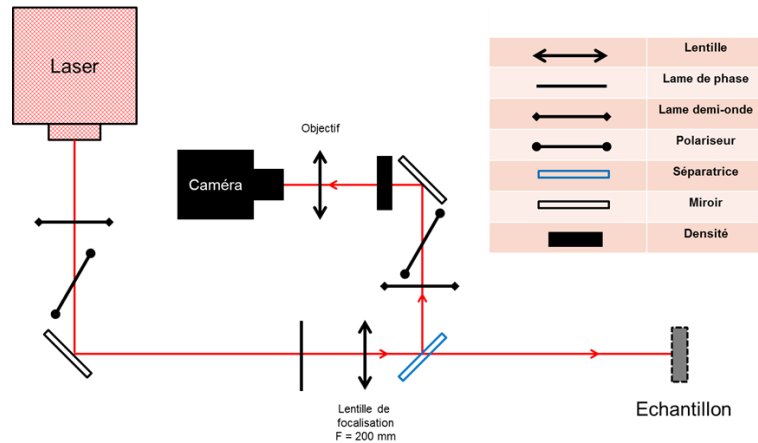 Laser
Objectif
Caméra
Lentille de
focalisation
F = 200 mm
Echantillon
Lentille
Lame de phase
Lame demi-onde
Polariseur
Séparatrice
Miroir
Densité